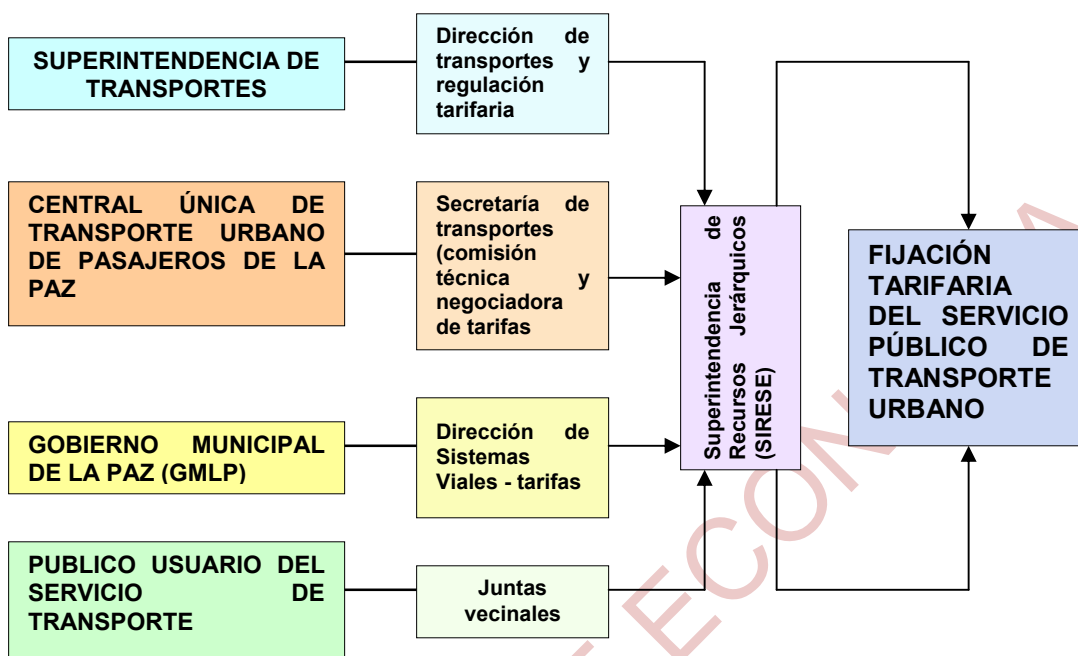 SUPERINTENDENCIA DE
TRANSPORTES
Dirección de
transportes y
regulación
tarifaria
CENTRAL ÚNICA DE
TRANSPORTE URBANO
DE PASAJEROS DE LA
PAZ
Secretaría de
transportes
(comisión
técnica y
negociadora
de tarifas
GOBIERNO MUNICIPAL
DE LA PAZ (GMLP)
Dirección de
Sistemas
Viales - tarifas
PUBLICO USUARIO DEL
SERVICIO DE
TRANSPORTE
Juntas
vecinales
Superintendencia de
Recursos Jerárquicos
(SIRESE)
FIJACIÓN
TARIFARIA
DEL SERVICIO
PÚBLICO DE
TRANSPORTE
URBANO